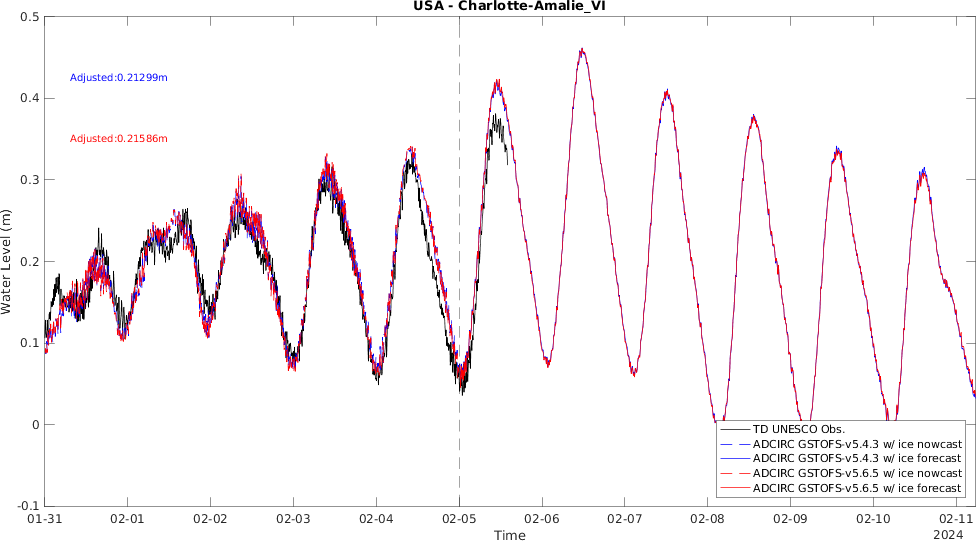 USA - Charlotte-Amalie_VI
0.5
0.4
0.3
0.2
0.1
0
-0.1
Water Level (m)
Adjusted:0.21299m
Adjusted:0.21586m
TD UNESCO Obs.
ADCIRC GSTOFS-v5.4.3 w/ ice nowcast
ADCIRC GSTOFS-v5.4.3 w/ ice forecast
ADCIRC GSTOFS-v5.6.5 w/ ice nowcast
ADCIRC GSTOFS-v5.6.5 w/ ice forecast
01-31 02-01 02-02 02-03 02-04 02-05 02-06 02-07 02-08 02-09 02-10 02-11
Time
2024